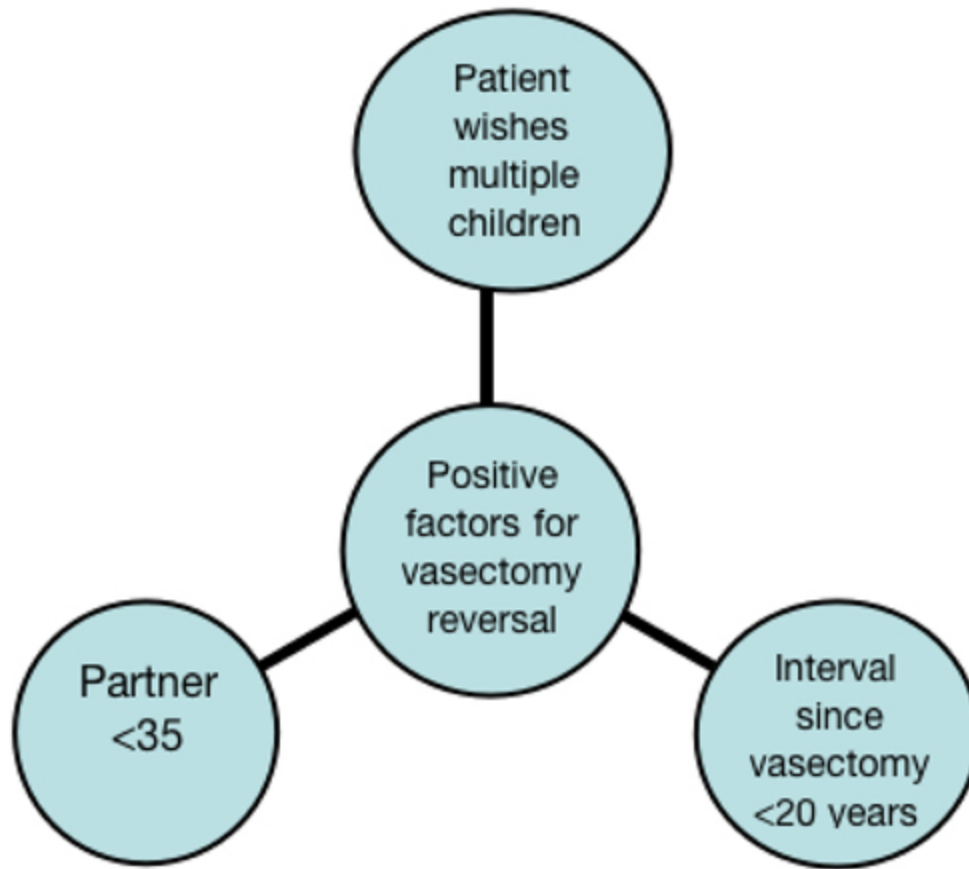 Patient
wishes
multiple
children
Positive
factors for
vasectomy
reversal
Partner
<35
Interval
since
vasectomy
<20 years